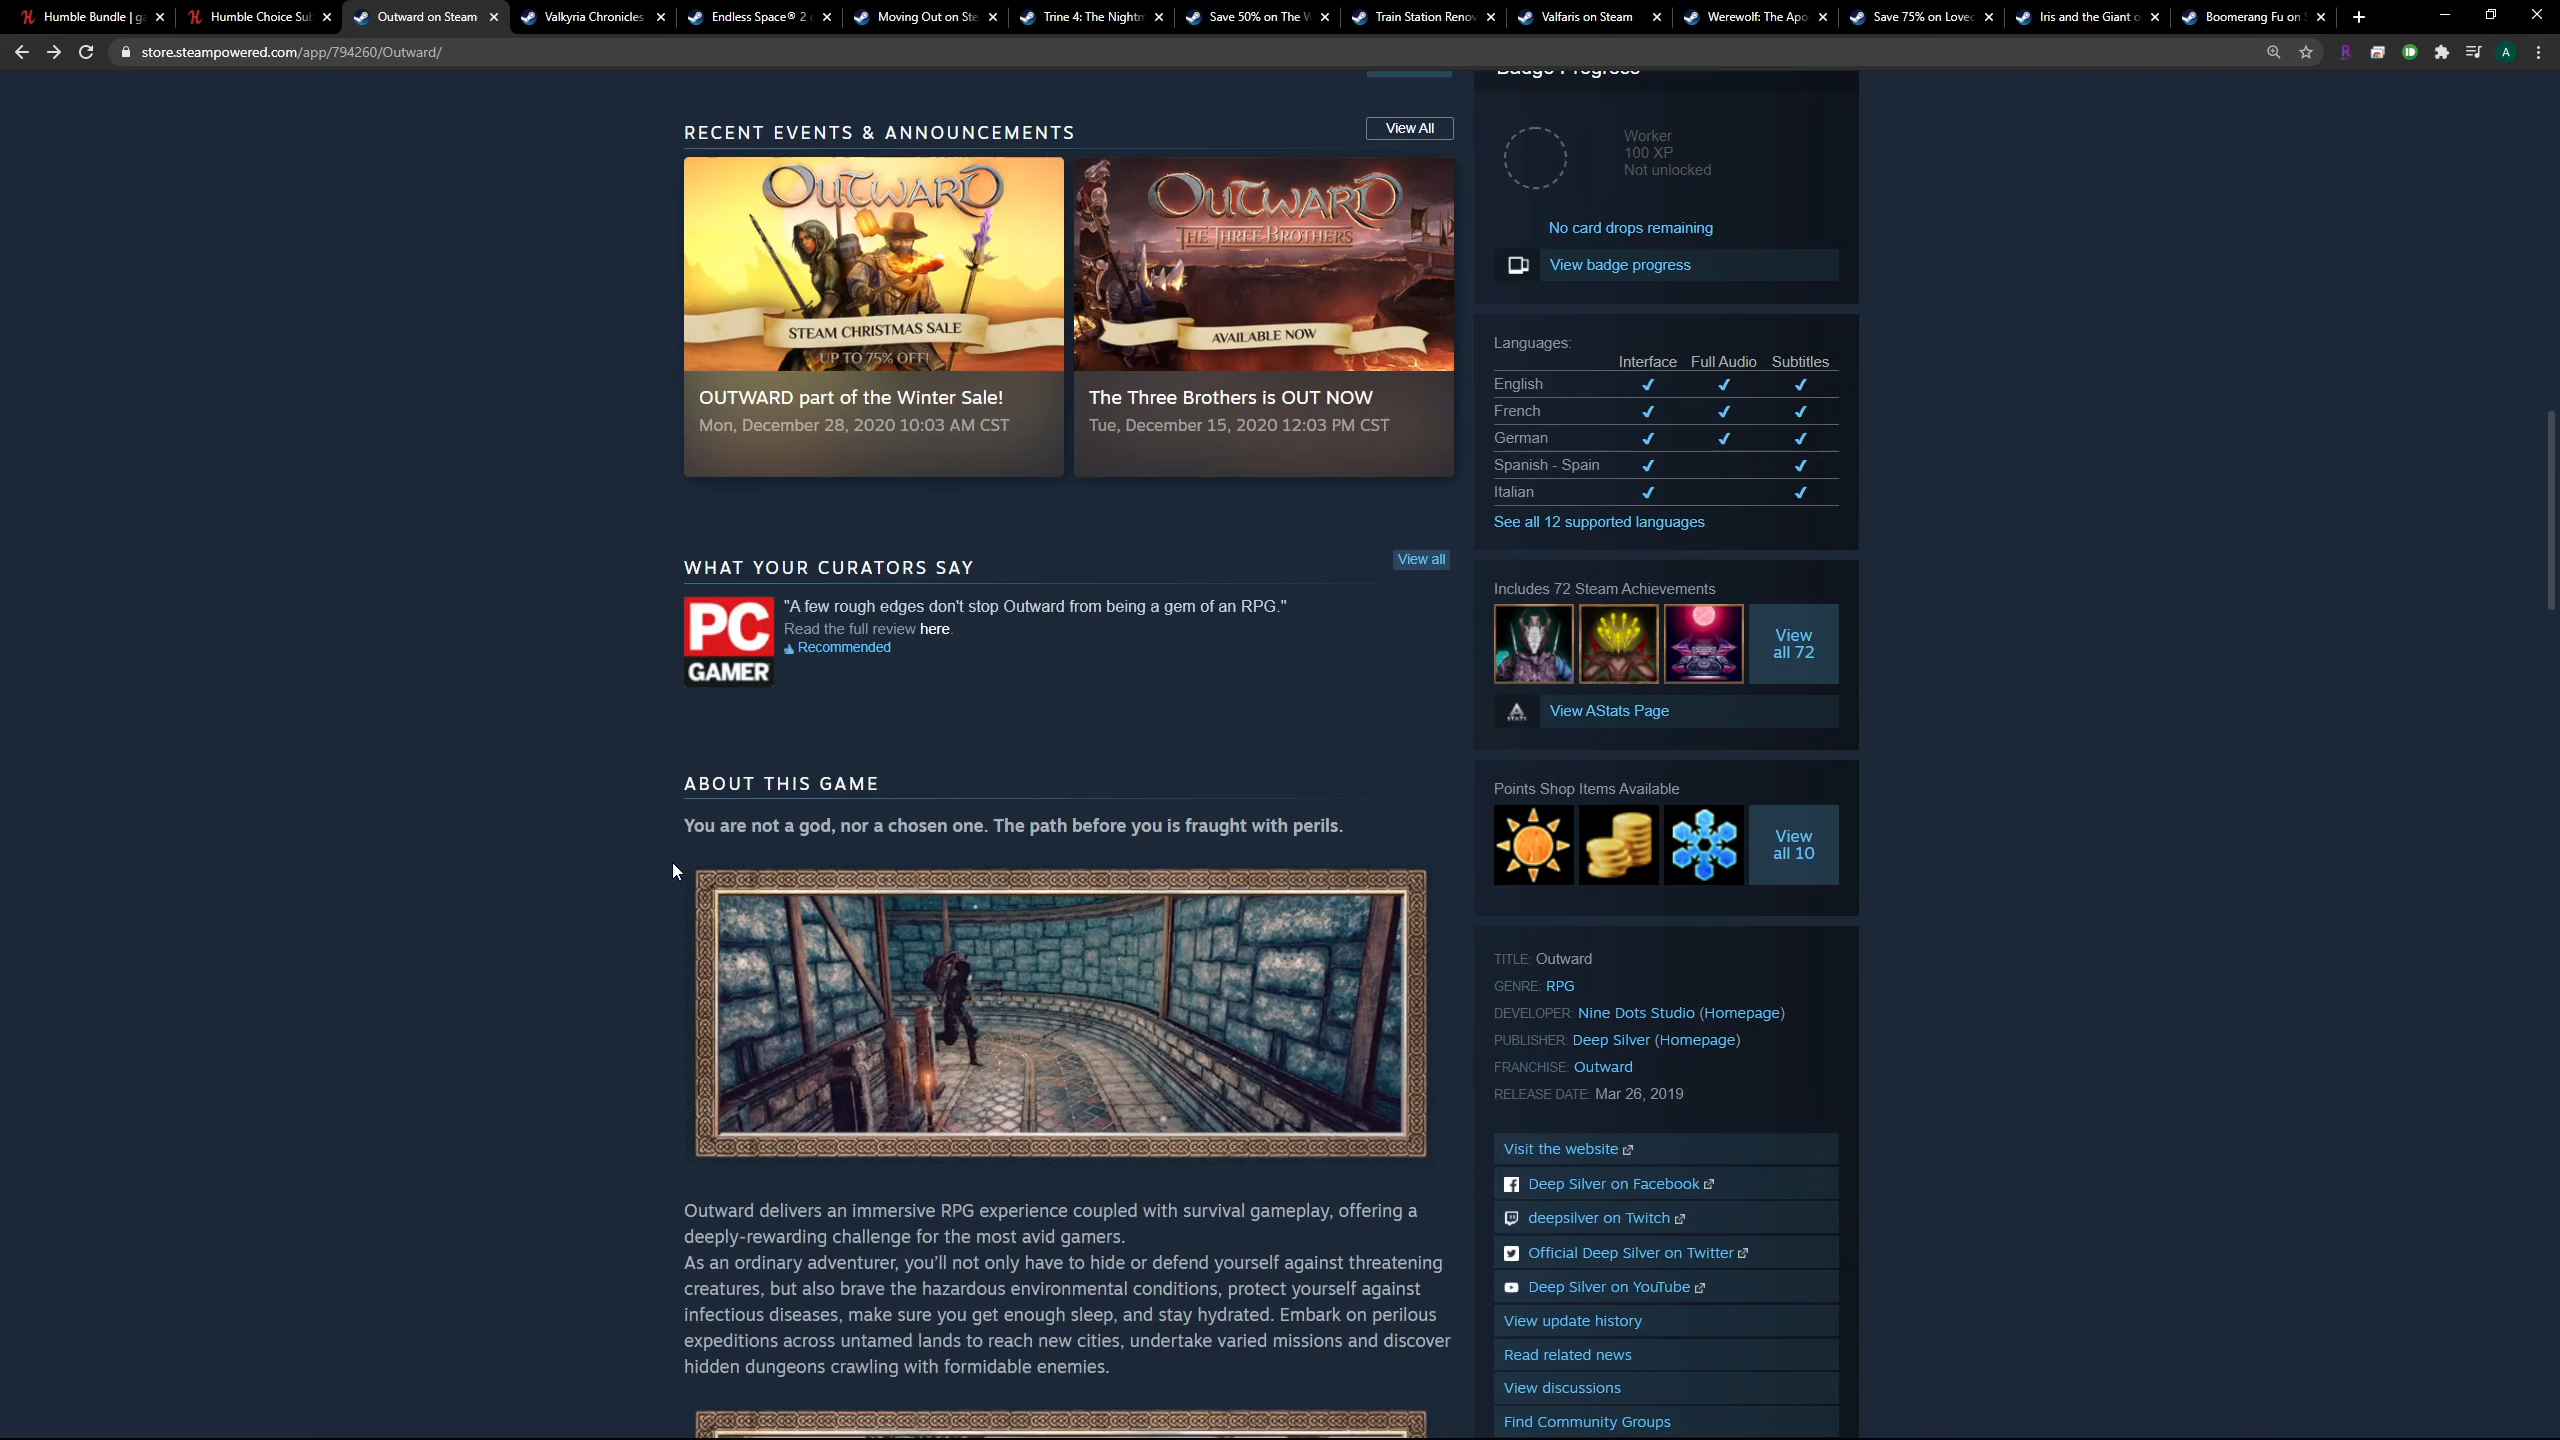 Humble Bundle | ga
Humble Choice Sub
Outward on Steam
Valkyria Chronicles
Endless Space® 2 o
Moving Out on Ste
Trine 4: The Nightm
Save 50% on The W
Train Station Renov
Valfaris on Steam
Werewolf: The Apo
Save 75% on Lovec
Iris and the Giant o
Boomerang Fu on S
store.steampowered.com/app/794260/Outward/
Badge Progress
RECENT EVENTS & ANNOUNCEMENTS
View All
OUTWARD
STEAM CHRISTMAS SALE
UP TO 75% OFF!
OUTWARD part of the Winter Sale!
Mon, December 28, 2020 10:03 AM CST
OUTWARD
THE THREE BROTHERS
AVAILABLE NOW
The Three Brothers is OUT NOW
Tue, December 15, 2020 12:03 PM CST
WHAT YOUR CURATORS SAY
View all
PC
GAMER
"A few rough edges don't stop Outward from being a gem of an RPG."
Read the full review here.
Recommended
ABOUT THIS GAME
You are not a god, nor a chosen one. The path before you is fraught with perils.
Outward delivers an immersive RPG experience coupled with survival gameplay, offering a
deeply-rewarding challenge for the most avid gamers.
As an ordinary adventurer, you’ll not only have to hide or defend yourself against threatening
creatures, but also brave the hazardous environmental conditions, protect yourself against
infectious diseases, make sure you get enough sleep, and stay hydrated. Embark on perilous
expeditions across untamed lands to reach new cities, undertake varied missions and discover
hidden dungeons crawling with formidable enemies.
Worker
100 XP
Not unlocked
No card drops remaining
View badge progress
Languages:
Interface Full Audio Subtitles
English ✔ ✔ ✔
French ✔ ✔ ✔
German ✔ ✔ ✔
Spanish - Spain ✔ ✔
Italian ✔ ✔
See all 12 supported languages
Includes 72 Steam Achievements
View
all 72
STATS
View AStats Page
Points Shop Items Available
View
all 10
TITLE: Outward
GENRE: RPG
DEVELOPER: Nine Dots Studio (Homepage)
PUBLISHER: Deep Silver (Homepage)
FRANCHISE: Outward
RELEASE DATE: Mar 26, 2019
Visit the website
Deep Silver on Facebook
deepsilver on Twitch
Official Deep Silver on Twitter
Deep Silver on YouTube
View update history
Read related news
View discussions
Find Community Groups